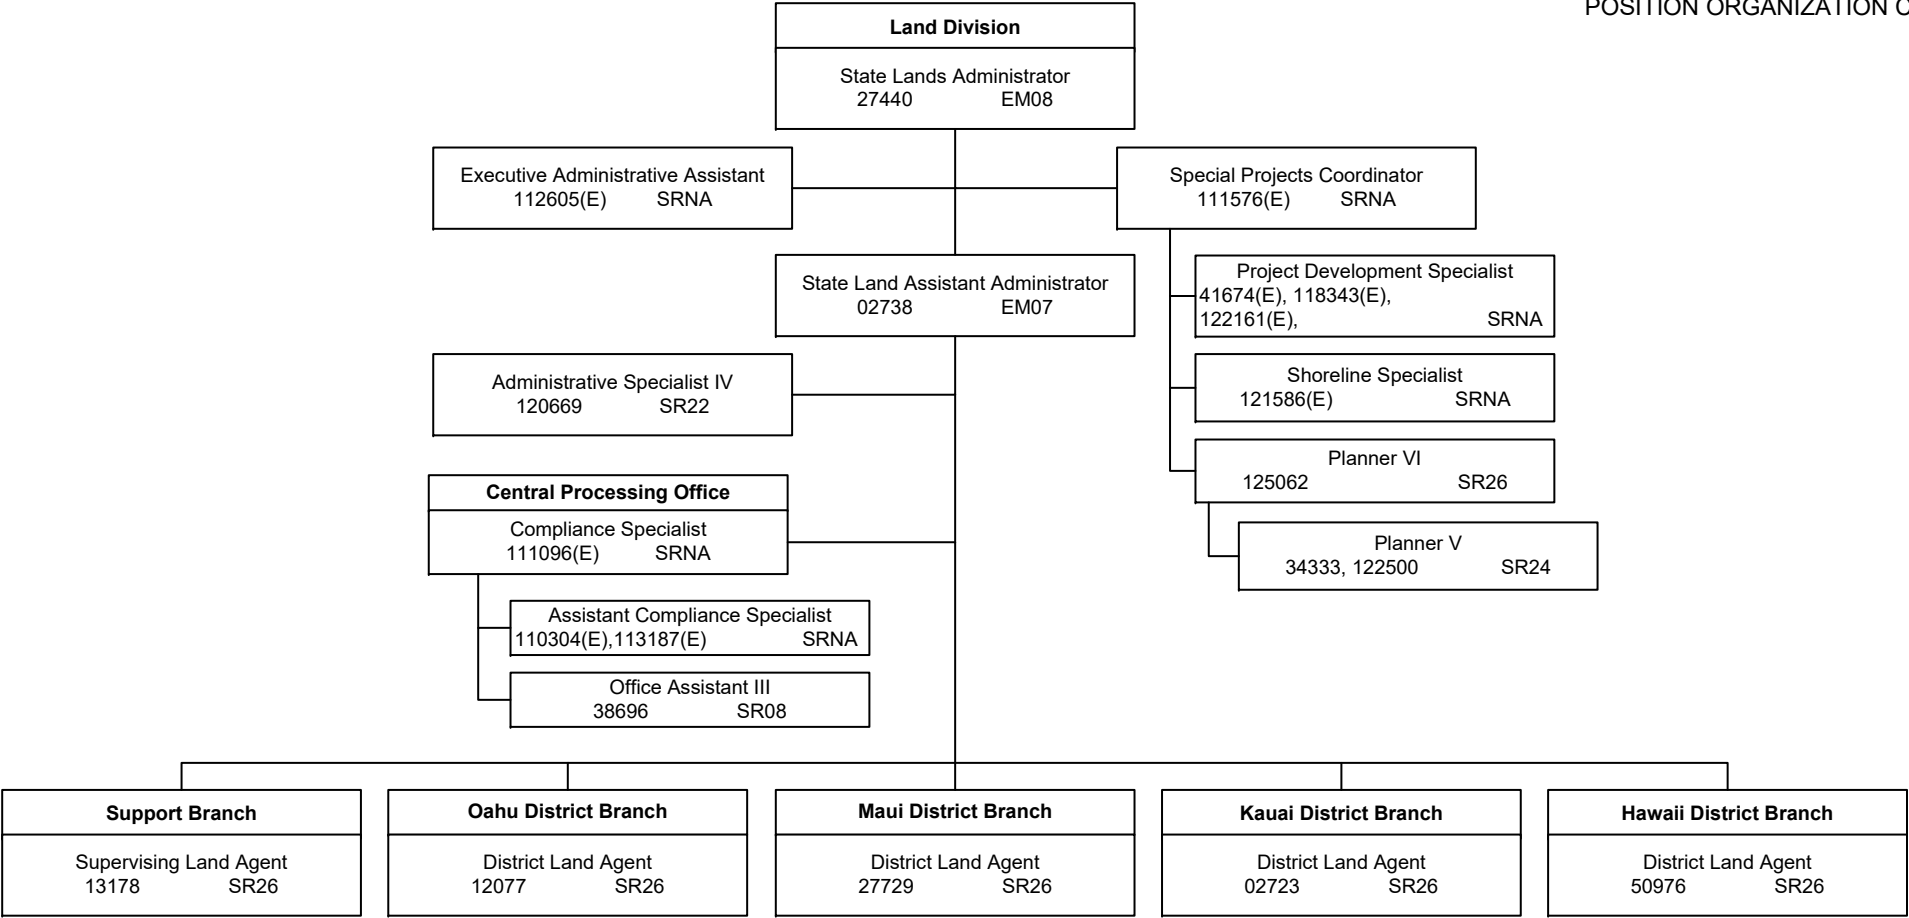 POSITION ORGANIZATION
Land Division
State Lands Administrator
27440 EM08
Executive Administrative Assistant
112605(E) SRNA
Special Projects Coordinator
111576(E) SRNA
State Land Assistant Administrator
02738 EM07
Project Development Specialist
41674(E), 118343(E),
122161(E), SRNA
Shoreline Specialist
121586(E) SRNA
Administrative Specialist IV
120669 SR22
Planner VI
125062 SR26
Planner V
34333, 122500 SR24
Central Processing Office
Compliance Specialist
111096(E) SRNA
Assistant Compliance Specialist
110304(E),113187(E) SRNA
Office Assistant III
38696 SR08
Support Branch
Supervising Land Agent
13178 SR26
Oahu District Branch
District Land Agent
12077 SR26
Maui District Branch
District Land Agent
27729 SR26
Kauai District Branch
District Land Agent
02723 SR26
Hawaii District Branch
District Land Agent
50976 SR26